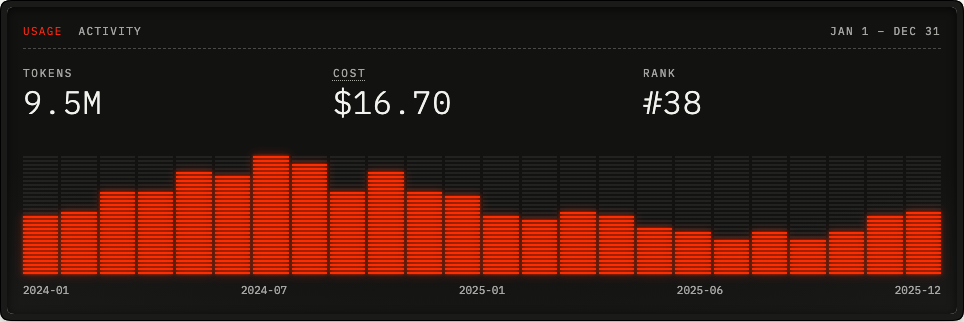 USAGE ACTIVITY JAN 1 – DEC 31
TOKENS COST RANK
9.5M $16.70 #38
2024-01 2024-07 2025-01 2025-06 2025-12